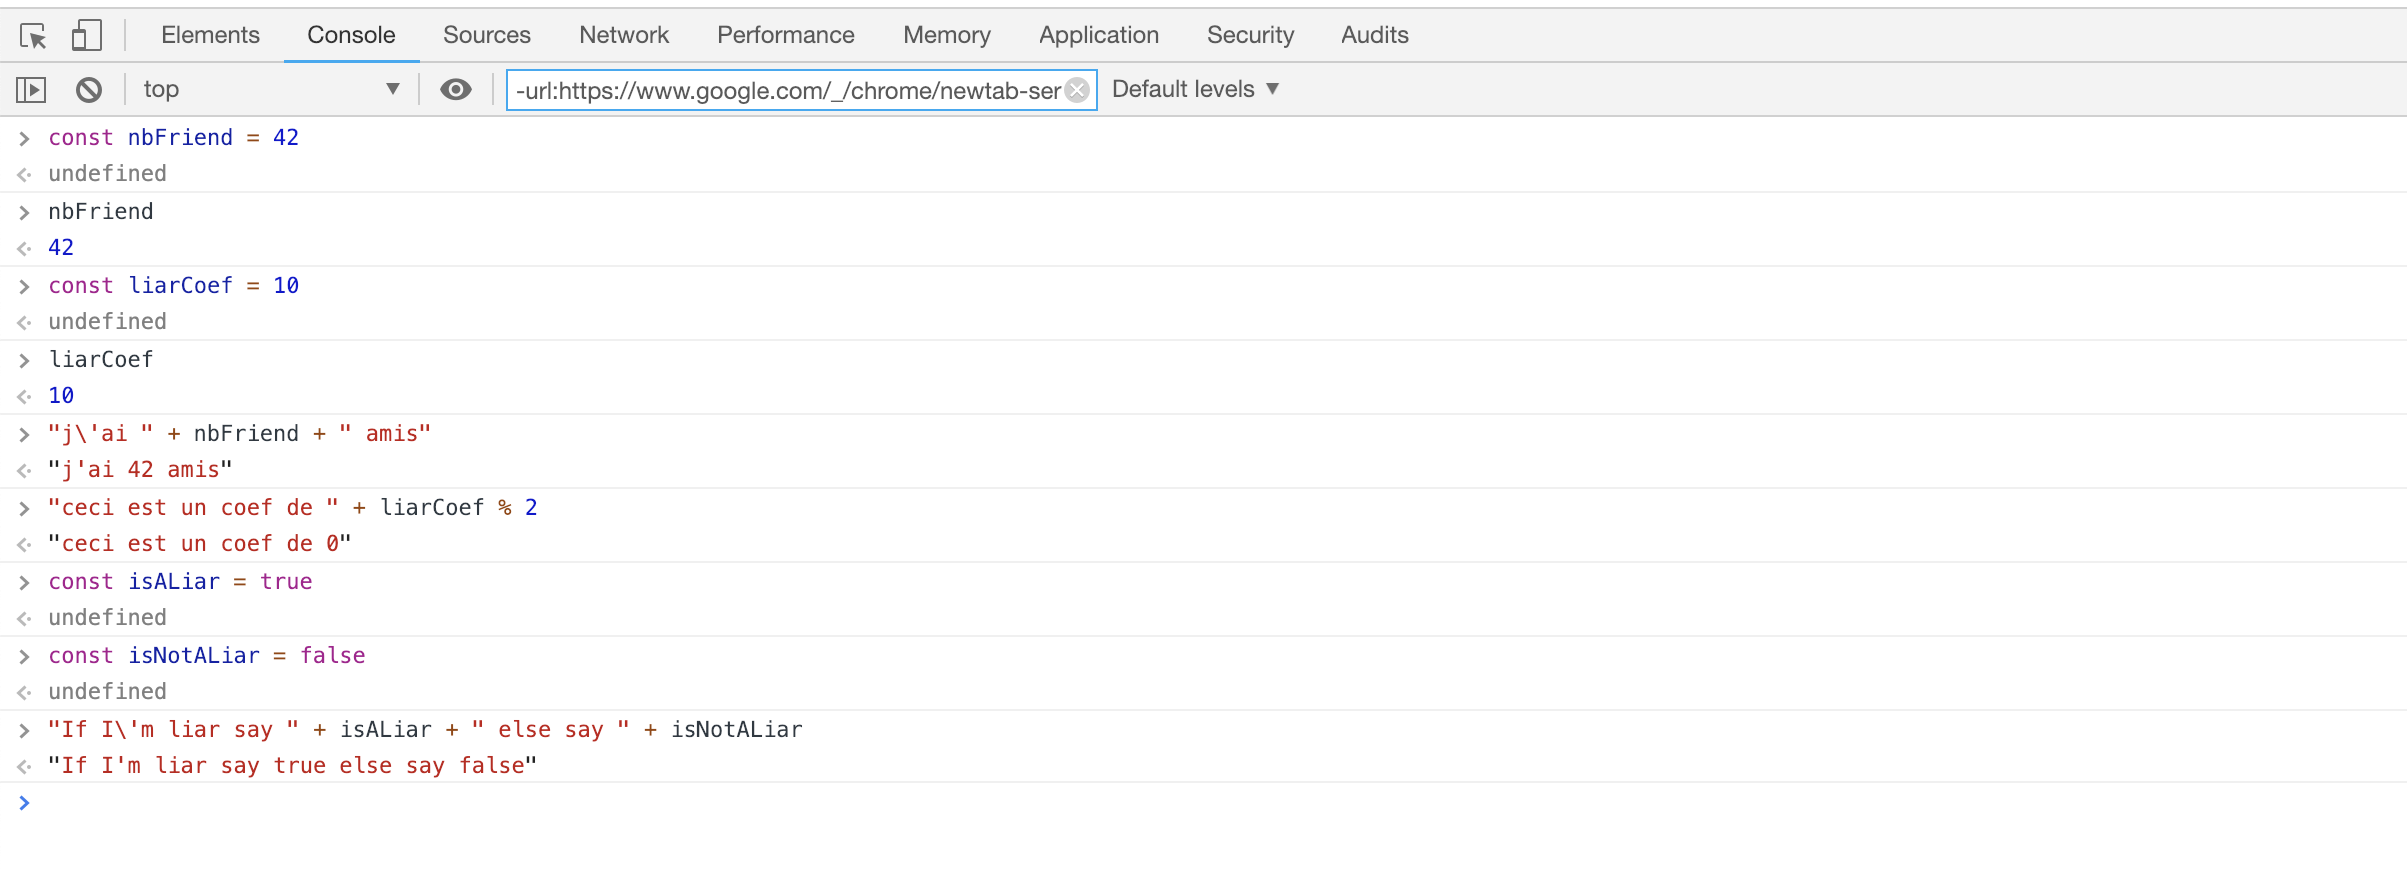 Elements Console Sources Network Performance Memory Application Security Audits
top -url:https://www.google.com/_/chrome/newtab-ser Default levels
const nbFriend = 42
undefined
nbFriend
42
const liarCoef = 10
undefined
liarCoef
10
"j\'ai " + nbFriend + " amis"
"j'ai 42 amis"
"ceci est un coef de " + liarCoef % 2
"ceci est un coef de 0"
const isALiar = true
undefined
const isNotALiar = false
undefined
"If I\'m liar say " + isALiar + " else say " + isNotALiar
"If I'm liar say true else say false"